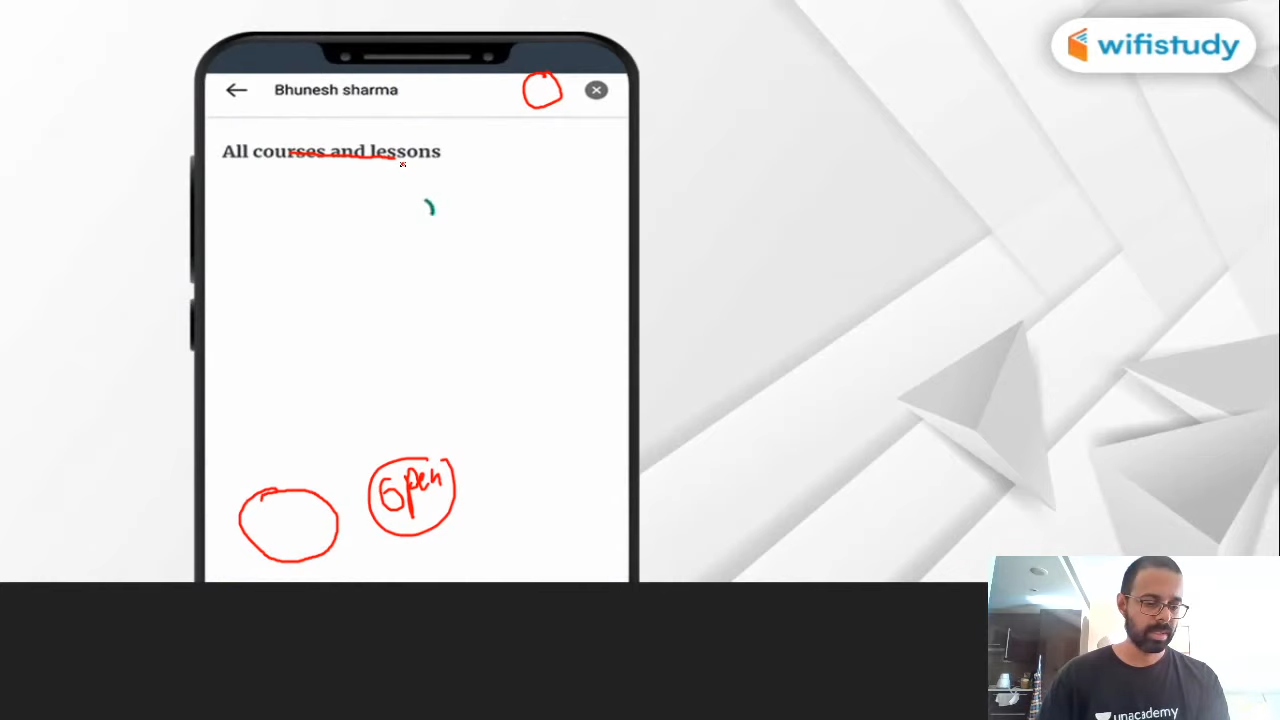 wifistudy
Bhunesh sharma
All courses and lessons
Open
unacademy